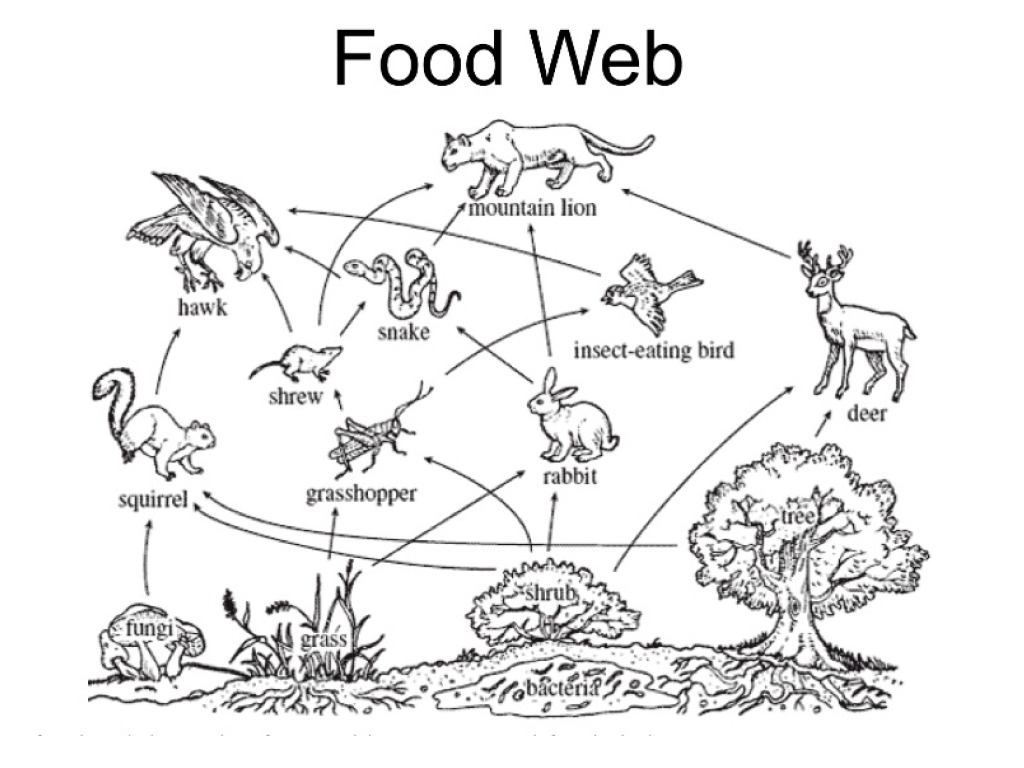 Food Web
mountain lion
hawk
snake
insect-eating bird
shrew
deer
squirrel
grasshopper
rabbit
tree
shrub
fungi
grass
bacteria